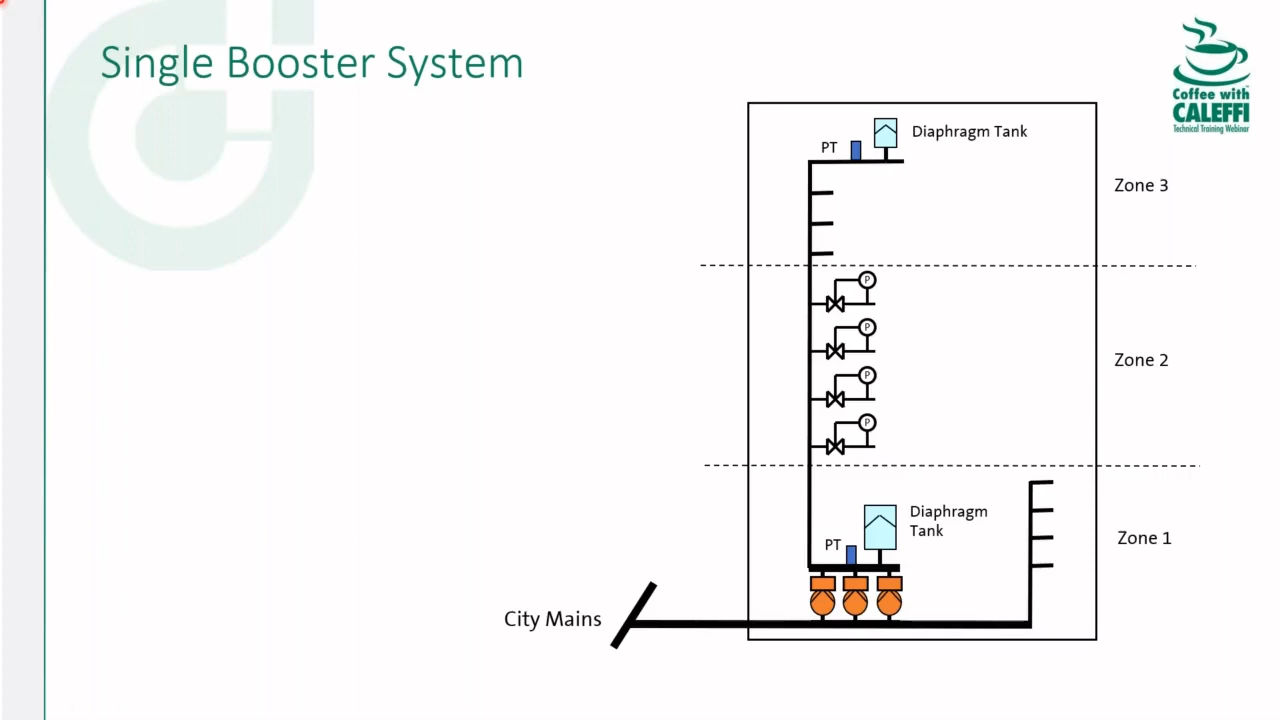 Single Booster System
Coffee with
CALEFFI
Technical Training Webinar
PT
Diaphragm Tank
Zone 3
P
P
Zone 2
P
P
Diaphragm
Tank
PT
Zone 1
City Mains